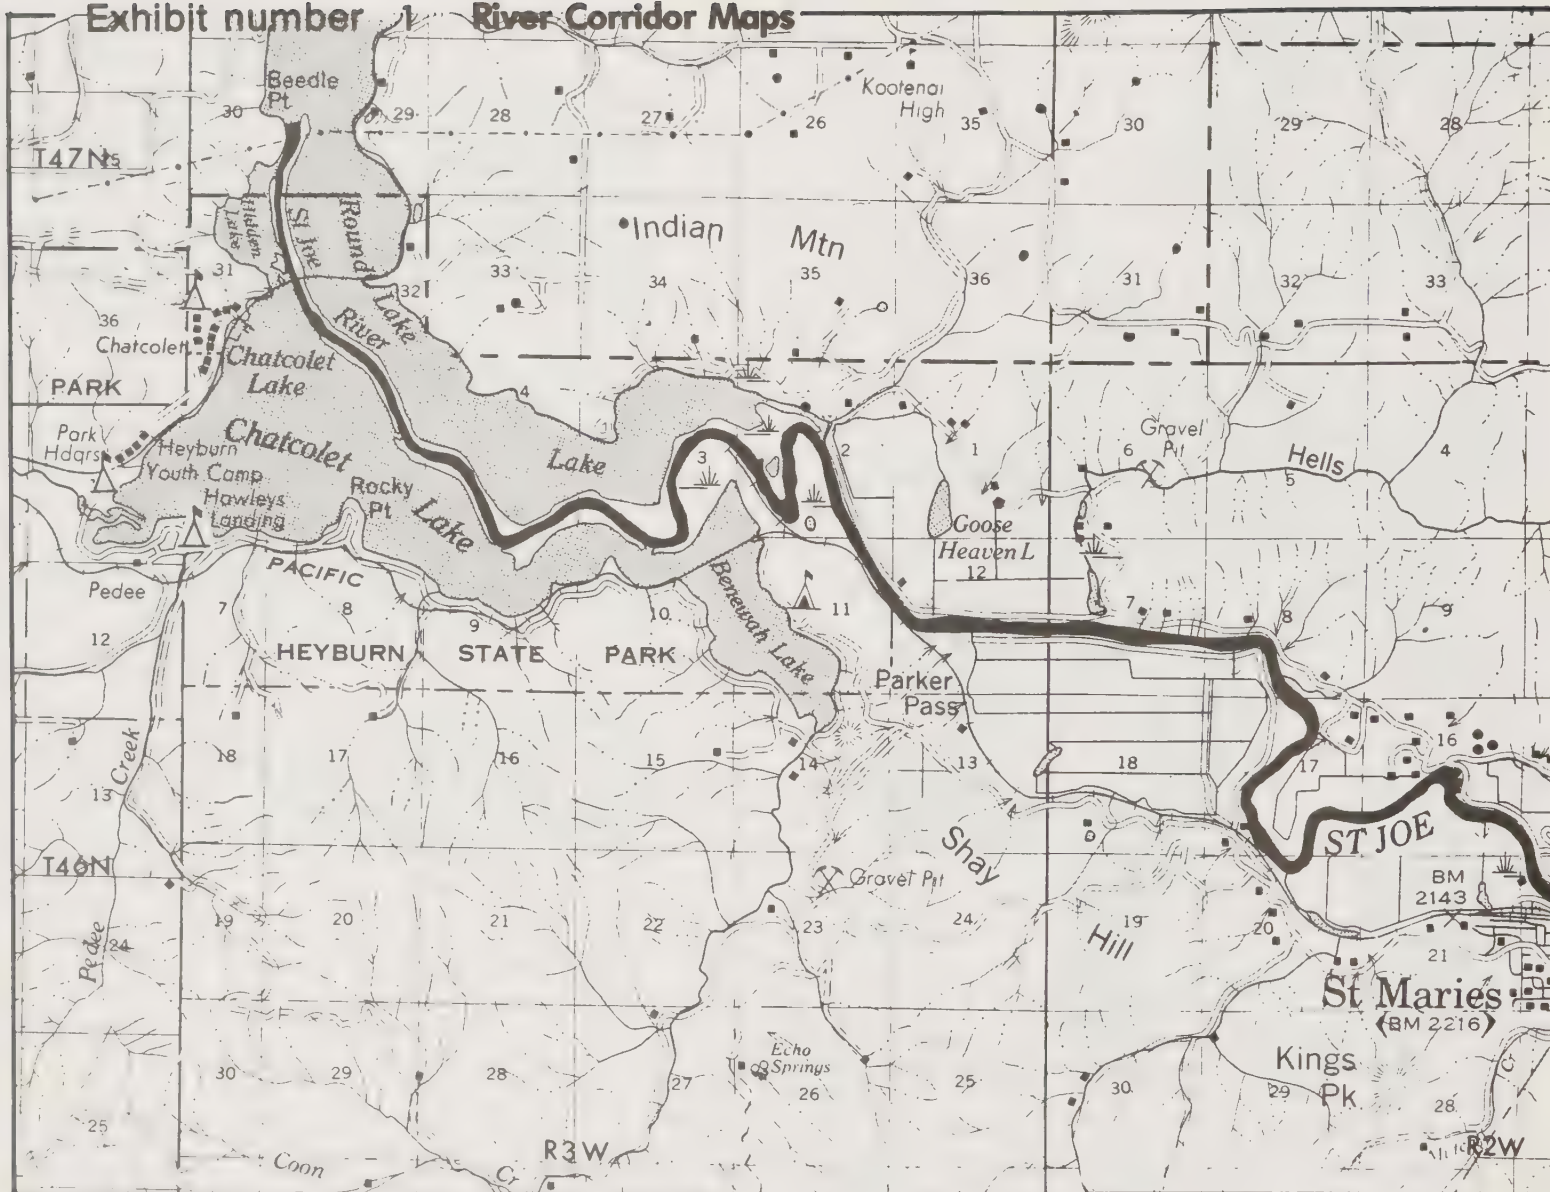 Exhibit number 1 River Corridor Maps
Beedle
Pt
30
29
28
27
26
Kootenai
High
35
30
29
28
T47N
25
Hidden
Lake
St Joe
Round
Indian Mtn
31
32
33
34
35
36
31
32
33
Lake
River
36
Chatcolet
Chatcolet
Lake
PARK
4
Park
Hdqrs
Heyburn
Youth Camp
Hawleys
Landing
Chatcolet
Lake
Rocky
Pt
Lake
3
2
1
6
Gravel
Pit
Hells
5
4
Goose
Heaven L
12
PACIFIC
Pedee
7
8
9
10
Benewah Lake
11
7
8
9
12
HEYBURN STATE PARK
Parker
Pass
18
17
16
15
14
13
18
17
16
Creek
13
ST JOE
T46N
Shay
Gravel Pit
BM
2143
19
20
21
22
23
24
19
20
21
Hill
Pedee
24
St Maries
(BM 2216)
Echo
Springs
Kings
Pk
30
29
28
27
26
25
30
29
28
Cr
25
R3W
R2W
Coon Cr